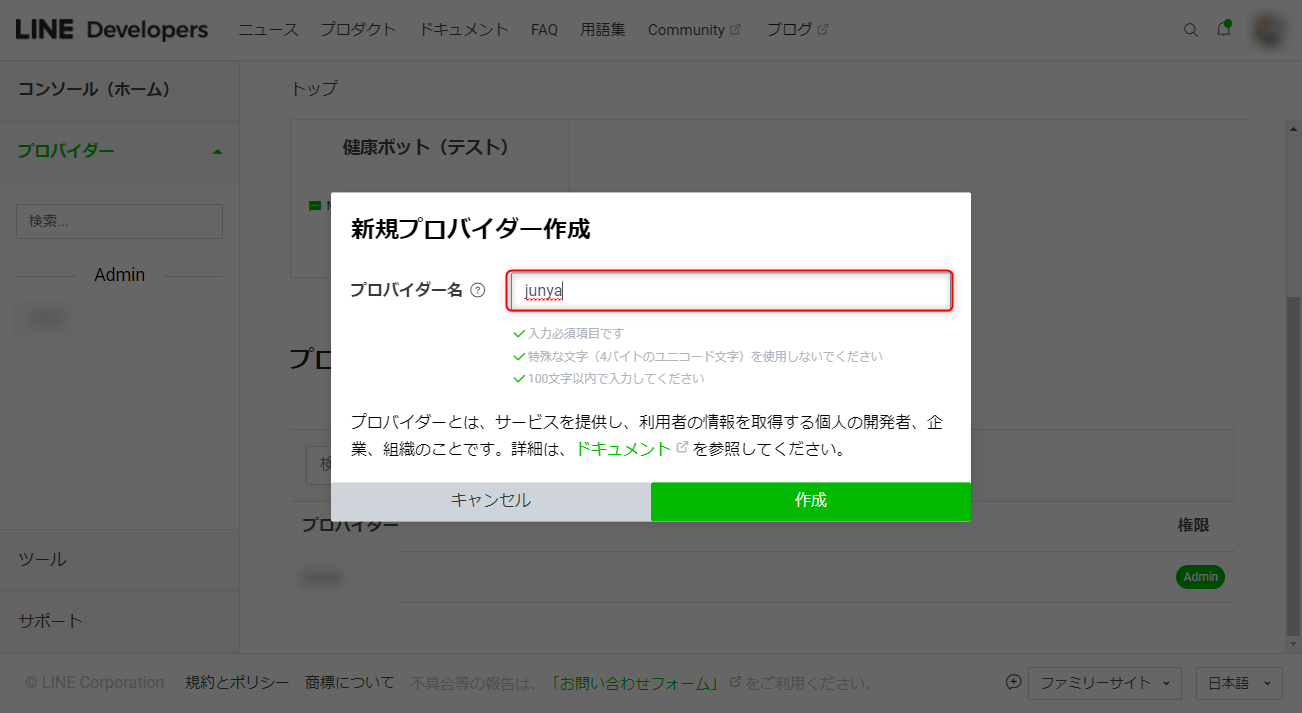 LINE Developers ニュース プロダクト ドキュメント FAQ 用語集 Community ブログ
コンソール（ホーム）
トップ
プロバイダー
健康ボット（テスト）
検索...
Admin
新規プロバイダー作成
プロバイダー名 junya
入力必須項目です
特殊な文字（4バイトのユニコード文字）を使用しないでください
100文字以内で入力してください
プロバイダーとは、サービスを提供し、利用者の情報を取得する個人の開発者、企
業、組織のことです。詳細は、ドキュメント を参照してください。
キャンセル 作成
プロバイダー 権限
Admin
ツール
サポート
© LINE Corporation 規約とポリシー 商標について 不具合等の報告は、「お問い合わせフォーム」をご利用ください。 ファミリーサイト 日本語